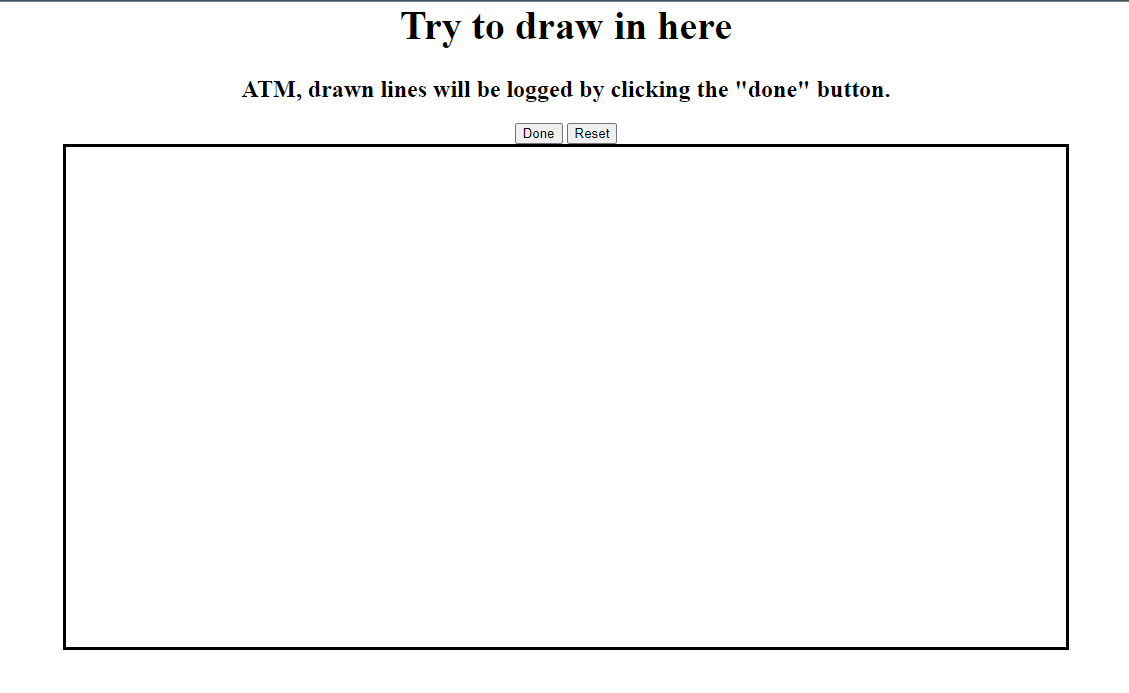 Try to draw in here
ATM, drawn lines will be logged by clicking the "done" button.
Done Reset